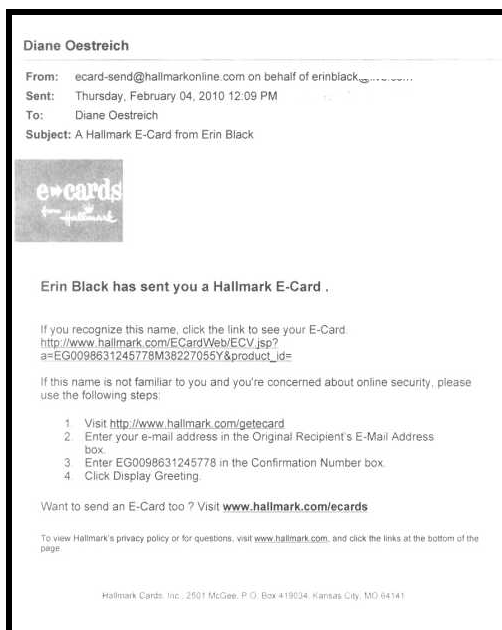 Diane Oestreich
From: ecard-send@hallmarkonline.com on behalf of erinblack
Sent: Thursday, February 04, 2010 12:09 PM
To: Diane Oestreich
Subject: A Hallmark E-Card from Erin Black
e»cards
from Hallmark
Erin Black has sent you a Hallmark E-Card .
If you recognize this name, click the link to see your E-Card.
http://www.hallmark.com/ECardWeb/ECV.jsp?
a=EG0098631245778M38227055Y&product_id=
If this name is not familiar to you and you're concerned about online security, please
use the following steps:
1. Visit http://www.hallmark.com/getecard
2. Enter your e-mail address in the Original Recipient's E-Mail Address
box.
3. Enter EG0098631245778 in the Confirmation Number box.
4. Click Display Greeting.
Want to send an E-Card too ? Visit www.hallmark.com/ecards
To view Hallmark's privacy policy or for questions, visit www.hallmark.com, and click the links at the bottom of the
page.
Hallmark Cards, Inc., 2501 McGee, P.O. Box 419034, Kansas City, MO 64141